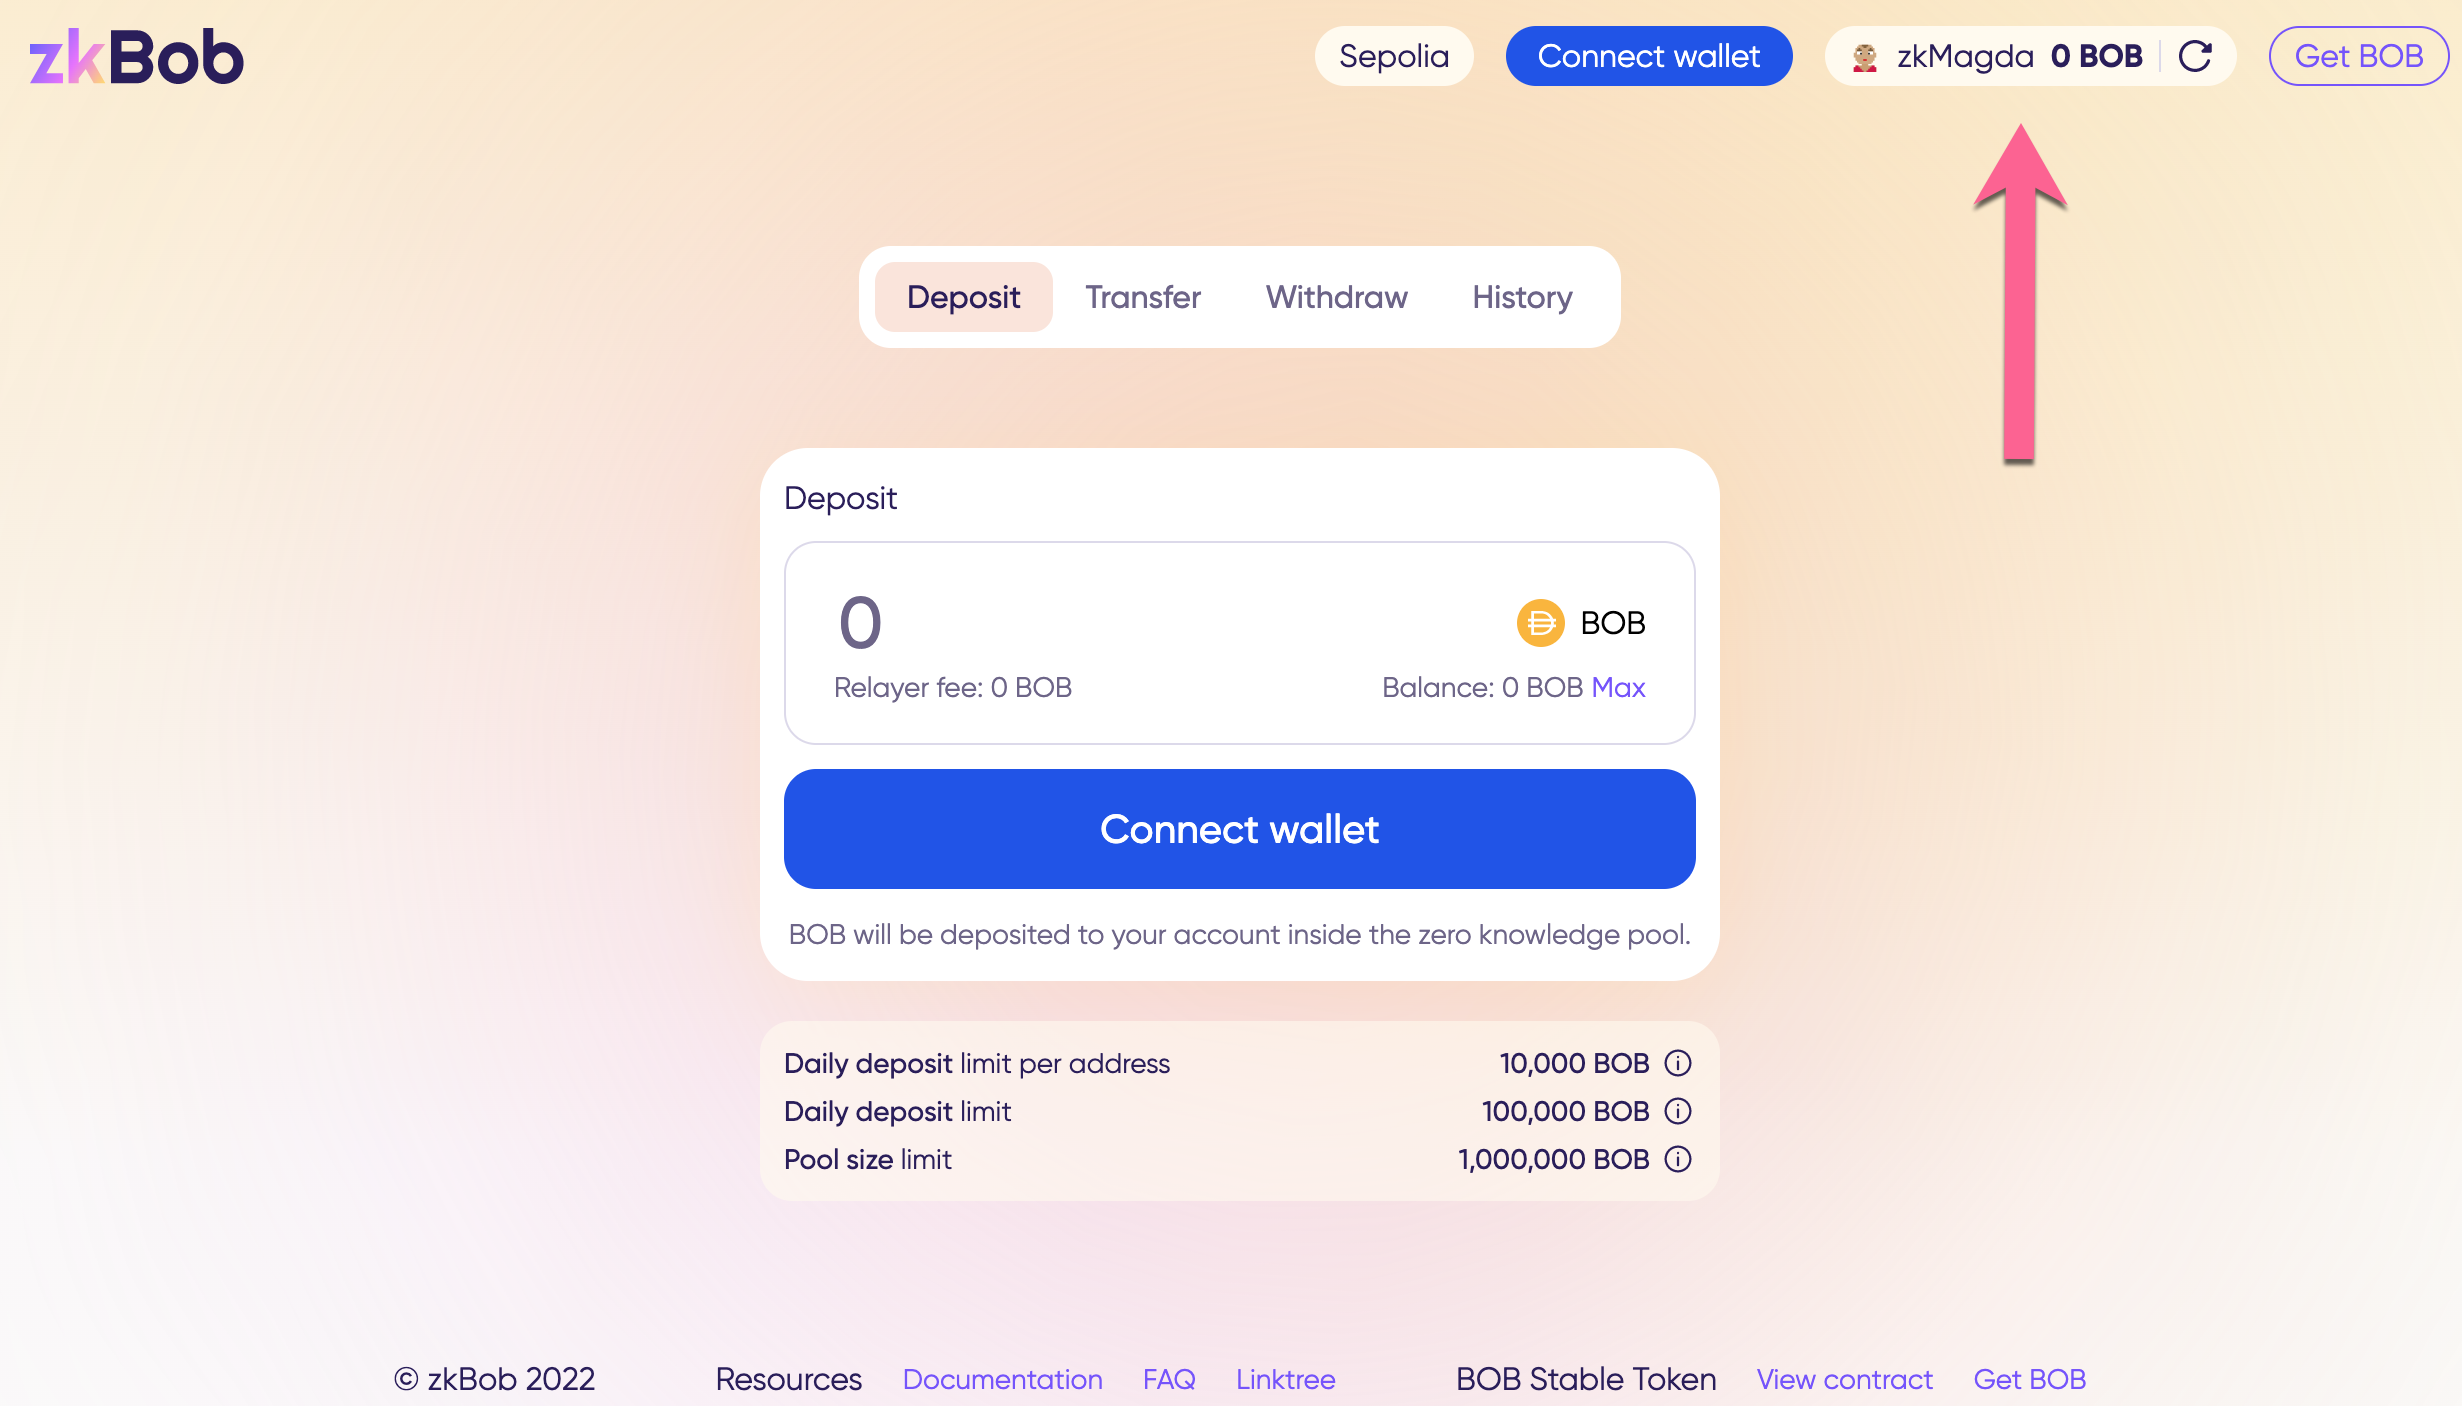 zkBob
Sepolia
Connect wallet
zkMagda 0 BOB
Get BOB
Deposit
Transfer
Withdraw
History
Deposit
0
BOB
Relayer fee: 0 BOB
Balance: 0 BOB Max
Connect wallet
BOB will be deposited to your account inside the zero knowledge pool.
Daily deposit limit per address
10,000 BOB
Daily deposit limit
100,000 BOB
Pool size limit
1,000,000 BOB
© zkBob 2022
Resources
Documentation
FAQ
Linktree
BOB Stable Token
View contract
Get BOB